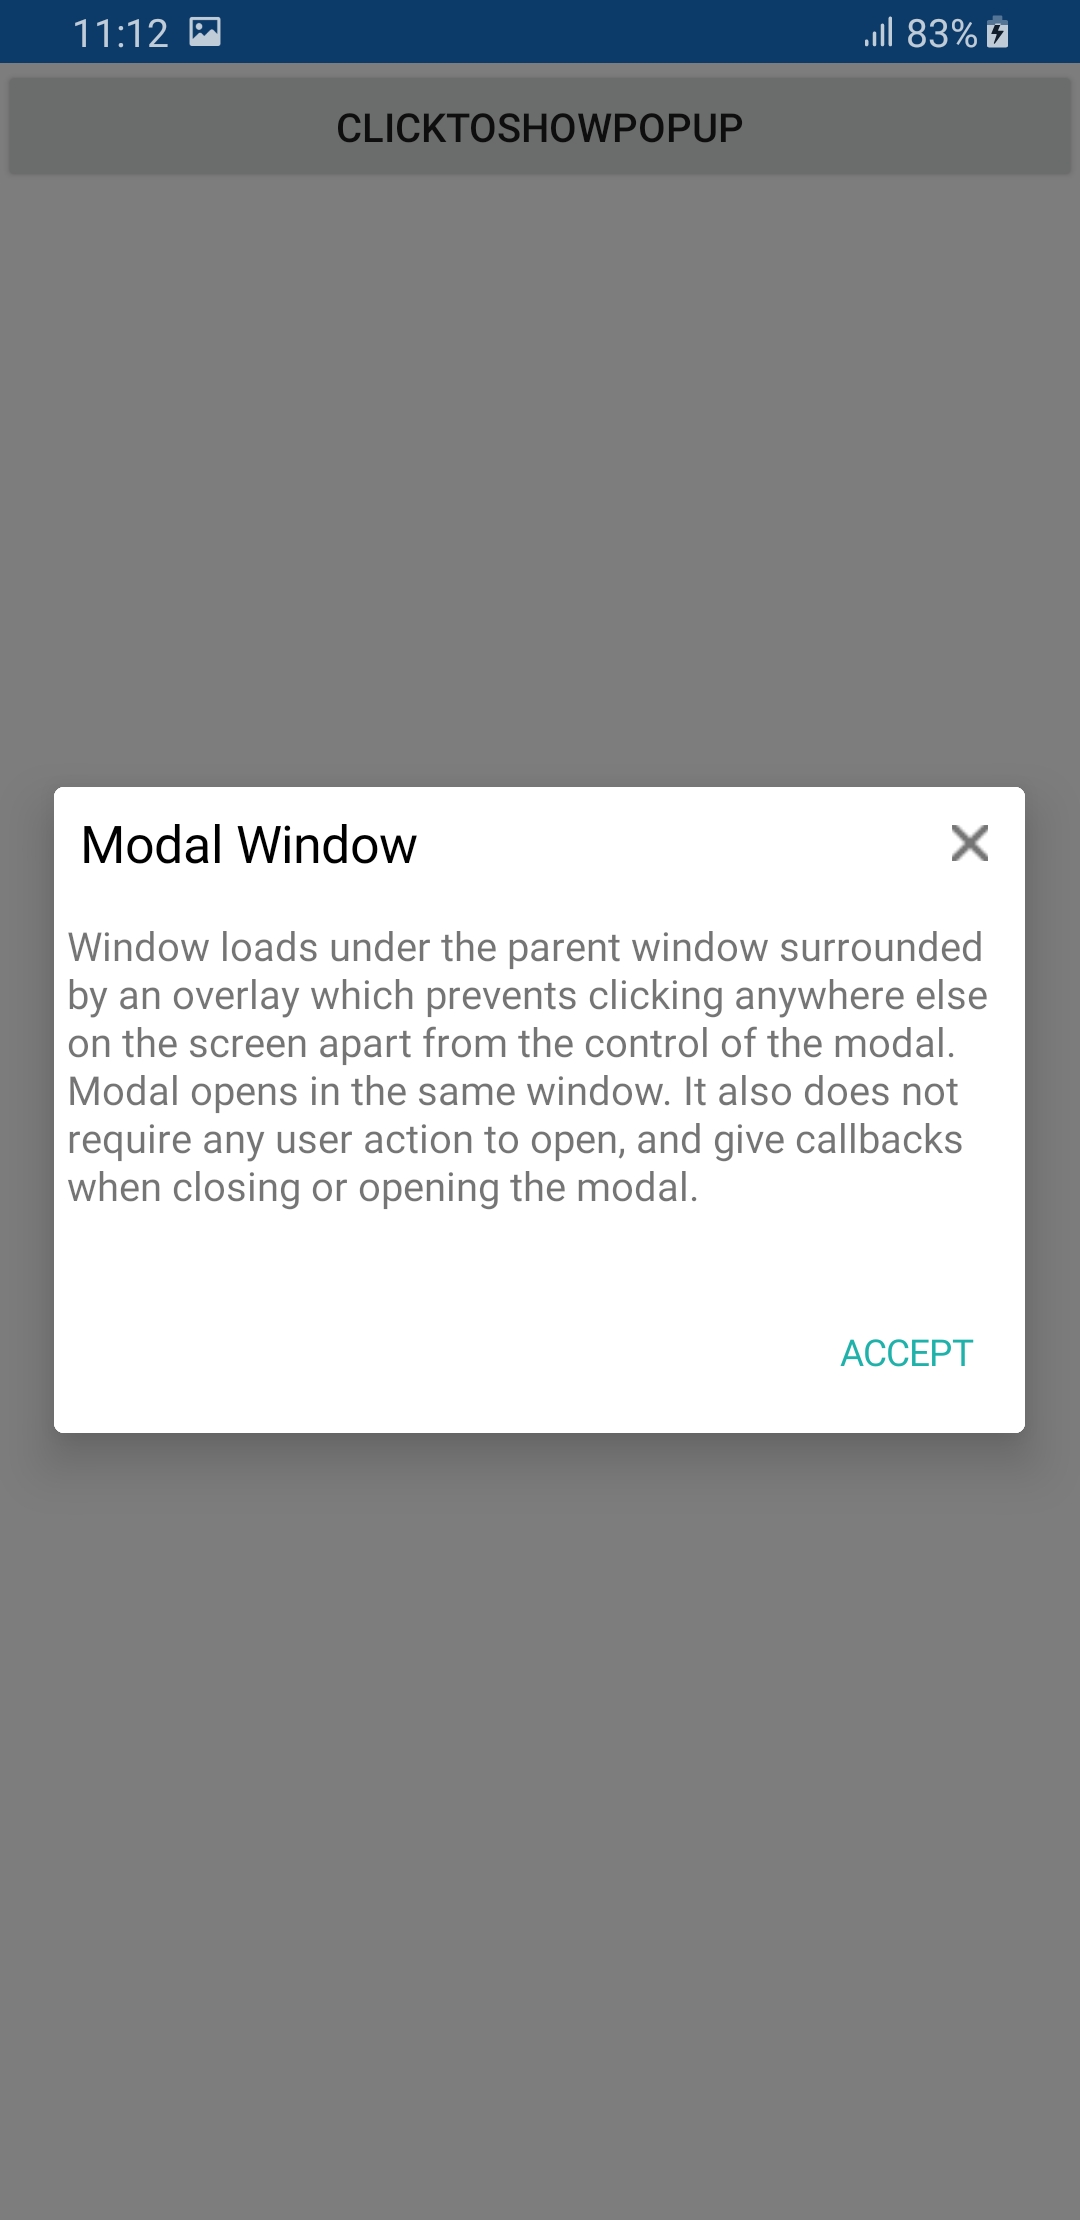 11:12 83%
CLICKTOSHOWPOPUP
Modal Window
Window loads under the parent window surrounded
by an overlay which prevents clicking anywhere else
on the screen apart from the control of the modal.
Modal opens in the same window. It also does not
require any user action to open, and give callbacks
when closing or opening the modal.
ACCEPT